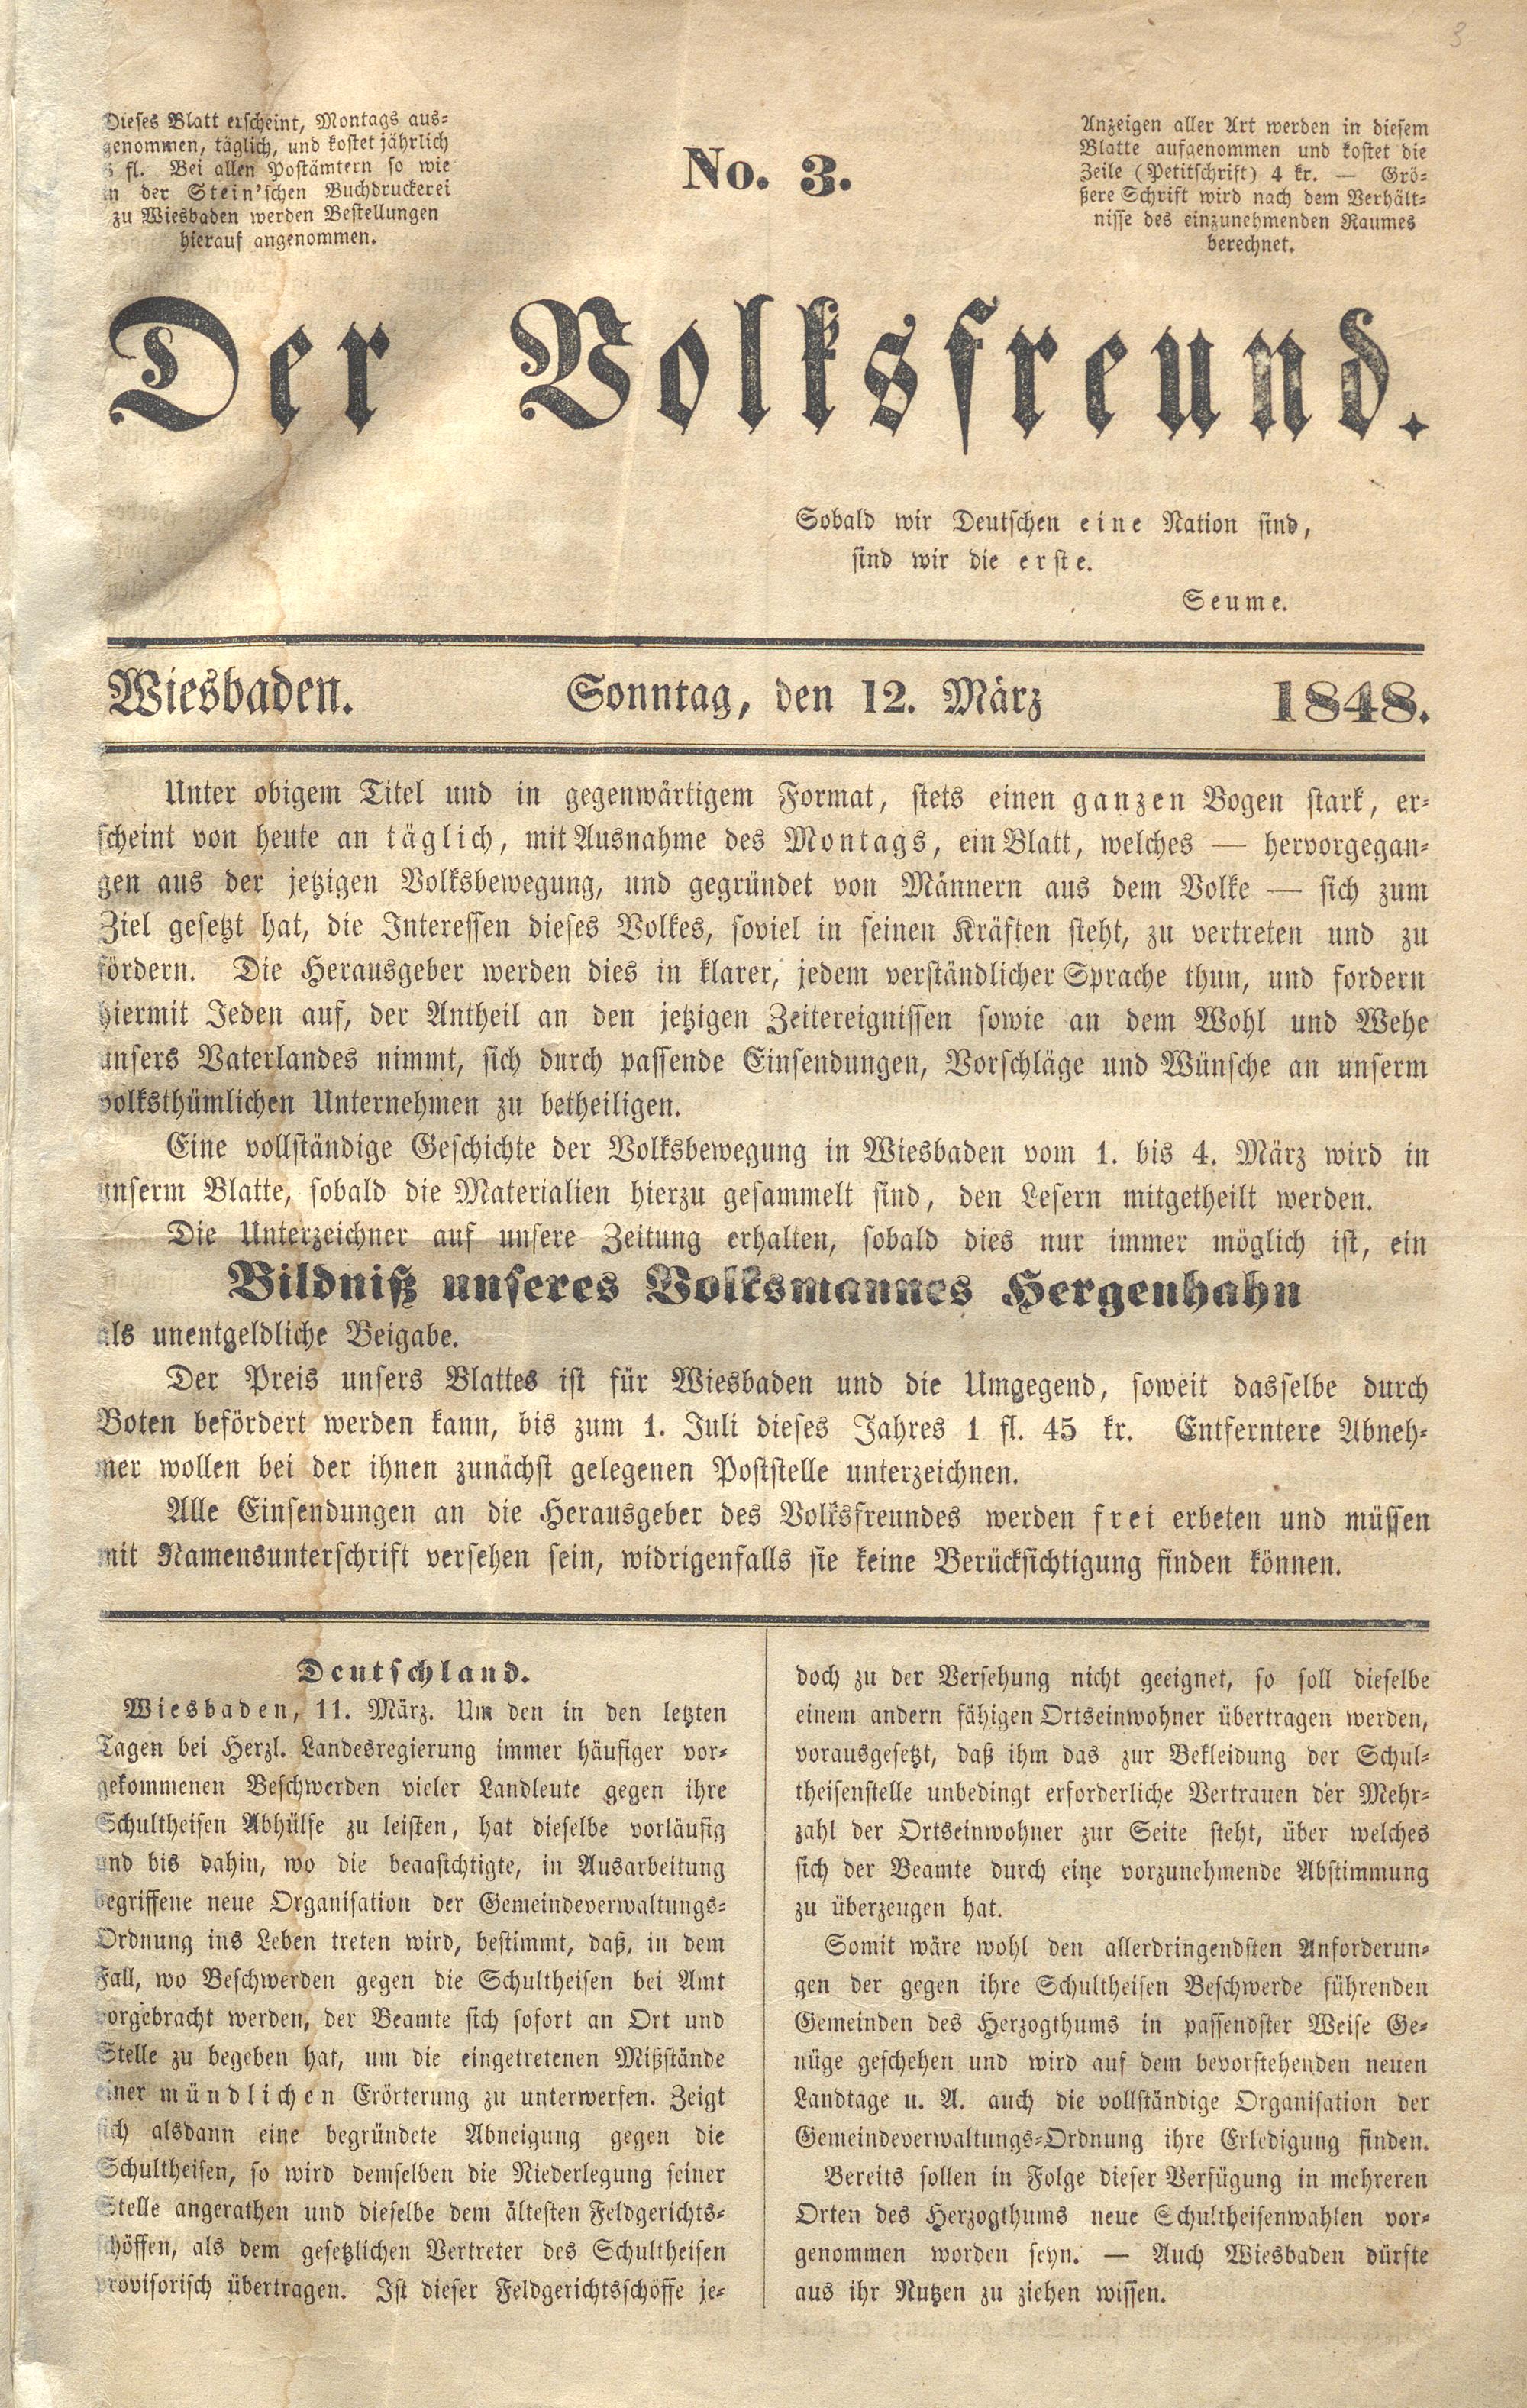 3
Dieses Blatt erscheint, Montags aus-
genommen, täglich, und kostet jährlich
fl. Bei allen Postämtern so wie
in der Stein'schen Buchdruckerei
zu Wiesbaden werden Bestellungen
hierauf angenommen.
No. 3.
Anzeigen aller Art werden in diesem
Blatte aufgenommen und kostet die
Zeile (Petitschrift) 4 kr. — Grö-
ßere Schrift wird nach dem Verhält-
nisse des einzunehmenden Raumes
berechnet.
Der Volksfreund.
Sobald wir Deutschen eine Nation sind,
sind wir die erste.
Seume.
Wiesbaden. Sonntag, den 12. März 1848.
Unter obigem Titel und in gegenwärtigem Format, stets einen ganzen Bogen stark, er-
scheint von heute an täglich, mit Ausnahme des Montags, ein Blatt, welches — hervorgegan-
gen aus der jetzigen Volksbewegung, und gegründet von Männern aus dem Volke — sich zum
Ziel gesetzt hat, die Interessen dieses Volkes, soviel in seinen Kräften steht, zu vertreten und zu
fördern. Die Herausgeber werden dies in klarer, jedem verständlicher Sprache thun, und fordern
hiermit Jeden auf, der Antheil an den jetzigen Zeitereignissen sowie an dem Wohl und Wehe
unsers Vaterlandes nimmt, sich durch passende Einsendungen, Vorschläge und Wünsche an unserm
volksthümlichen Unternehmen zu betheiligen.
Eine vollständige Geschichte der Volksbewegung in Wiesbaden vom 1. bis 4. März wird in
unserm Blatte, sobald die Materialien hierzu gesammelt sind, den Lesern mitgetheilt werden.
Die Unterzeichner auf unsere Zeitung erhalten, sobald dies nur immer möglich ist, ein
Bildniß unseres Volksmannes Hergenhahn
als unentgeldliche Beigabe.
Der Preis unsers Blattes ist für Wiesbaden und die Umgegend, soweit dasselbe durch
Boten befördert werden kann, bis zum 1. Juli dieses Jahres 1 fl. 45 kr. Entferntere Abneh-
mer wollen bei der ihnen zunächst gelegenen Poststelle unterzeichnen.
Alle Einsendungen an die Herausgeber des Volksfreundes werden frei erbeten und müssen
mit Namensunterschrift versehen sein, widrigenfalls sie keine Berücksichtigung finden können.
Deutschland.
Wiesbaden, 11. März. Um den in den letzten
Tagen bei Herzl. Landesregierung immer häufiger vor-
gekommenen Beschwerden vieler Landleute gegen ihre
Schultheisen Abhülfe zu leisten, hat dieselbe vorläufig
und bis dahin, wo die beaasichtigte, in Ausarbeitung
begriffene neue Organisation der Gemeindeverwaltungs-
Ordnung ins Leben treten wird, bestimmt, daß, in dem
Fall, wo Beschwerden gegen die Schultheisen bei Amt
vorgebracht werden, der Beamte sich sofort an Ort und
Stelle zu begeben hat, um die eingetretenen Mißstände
einer mündlichen Erörterung zu unterwerfen. Zeigt
sich alsdann eine begründete Abneigung gegen die
Schultheisen, so wird demselben die Niederlegung seiner
Stelle angerathen und dieselbe dem ältesten Feldgerichts-
schöffen, als dem gesetzlichen Vertreter des Schultheisen
provisorisch übertragen. Ist dieser Feldgerichtsschöffe je-
doch zu der Versehung nicht geeignet, so soll dieselbe
einem andern fähigen Ortseinwohner übertragen werden,
vorausgesetzt, daß ihm das zur Bekleidung der Schul-
theisenstelle unbedingt erforderliche Vertrauen der Mehr-
zahl der Ortseinwohner zur Seite steht, über welches
sich der Beamte durch eine vorzunehmende Abstimmung
zu überzeugen hat.
Somit wäre wohl den allerdringendsten Anforderun-
gen der gegen ihre Schultheisen Beschwerde führenden
Gemeinden des Herzogthums in passendster Weise Ge-
nüge geschehen und wird auf dem bevorstehenden neuen
Landtage u. A. auch die vollständige Organisation der
Gemeindeverwaltungs-Ordnung ihre Erledigung finden.
Bereits sollen in Folge dieser Verfügung in mehreren
Orten des Herzogthums neue Schultheisenwahlen vor-
genommen worden seyn. — Auch Wiesbaden dürfte
aus ihr Nutzen zu ziehen wissen.